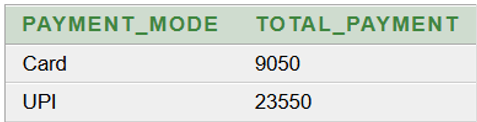 PAYMENT_MODE TOTAL_PAYMENT
Card 9050
UPI 23550